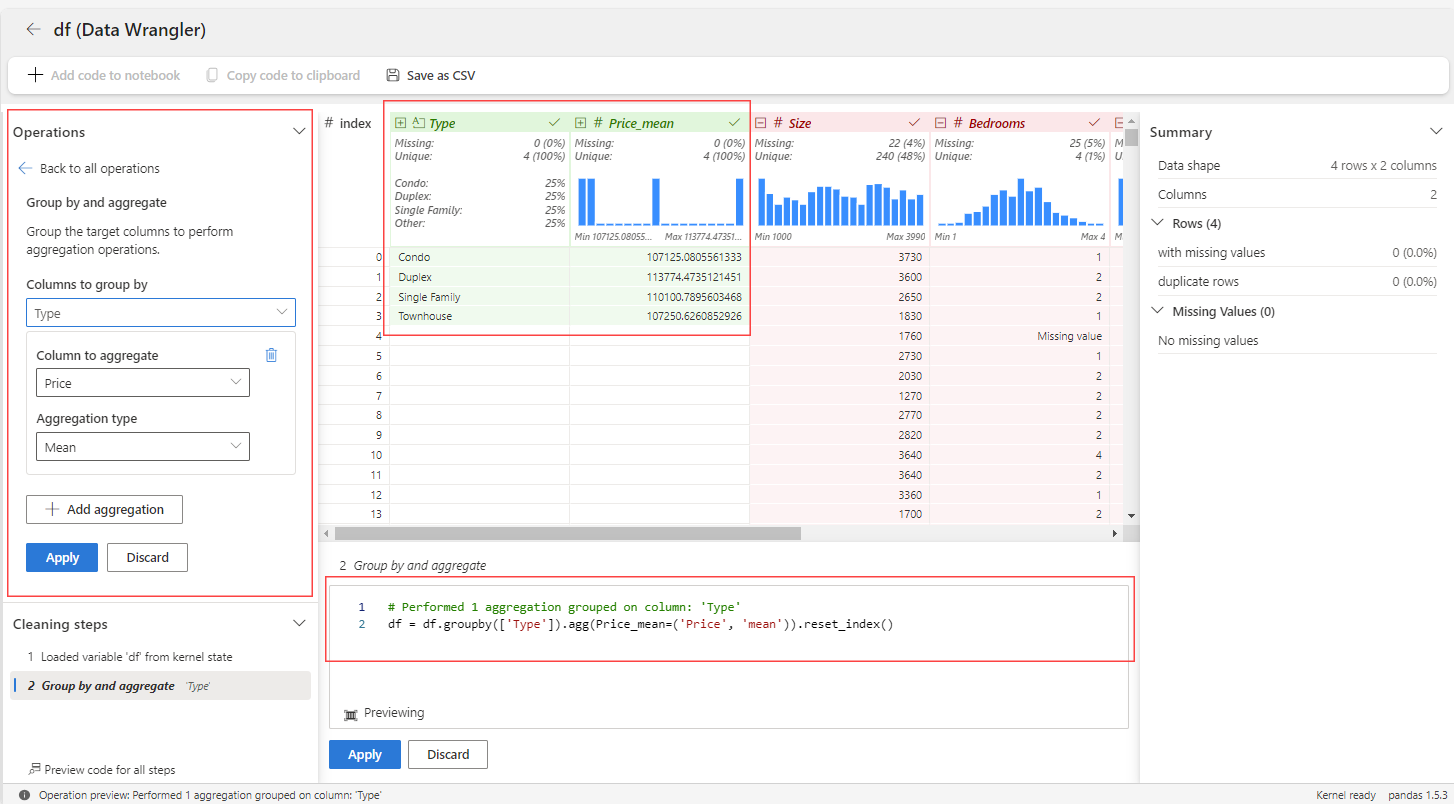 df (Data Wrangler)
Add code to notebook
Copy code to clipboard
Save as CSV
Operations
Back to all operations
Group by and aggregate
Group the target columns to perform
aggregation operations.
Columns to group by
Type
Column to aggregate
Price
Aggregation type
Mean
Add aggregation
Apply
Discard
Cleaning steps
1 Loaded variable 'df' from kernel state
2 Group by and aggregate 'Type'
Preview code for all steps
# index
Type
# Price_mean
# Size
# Bedrooms
Missing: 0 (0%)
Unique: 4 (100%)
Condo: 25%
Duplex: 25%
Single Family: 25%
Other: 25%
Missing: 0 (0%)
Unique: 4 (100%)
Min 107125.08055... Max 113774.47351...
Missing: 22 (4%)
Unique: 240 (48%)
Min 1000 Max 3990
Missing: 25 (5%)
Unique: 4 (1%)
Min 1 Max 4
0 Condo 107125.0805561333 3730 1
1 Duplex 113774.4735121451 3600 2
2 Single Family 110100.7895603468 2650 2
3 Townhouse 107250.6260852926 1830 1
4 1760 Missing value
5 2730 1
6 2030 2
7 1270 2
8 2770 2
9 2820 2
10 3640 4
11 3640 2
12 3360 1
13 1700 2
2 Group by and aggregate
1 # Performed 1 aggregation grouped on column: 'Type'
2 df = df.groupby(['Type']).agg(Price_mean=('Price', 'mean')).reset_index()
Previewing
Apply
Discard
Summary
Data shape 4 rows x 2 columns
Columns 2
Rows (4)
with missing values 0 (0.0%)
duplicate rows 0 (0.0%)
Missing Values (0)
No missing values
Operation preview: Performed 1 aggregation grouped on column: 'Type'
Kernel ready pandas 1.5.3